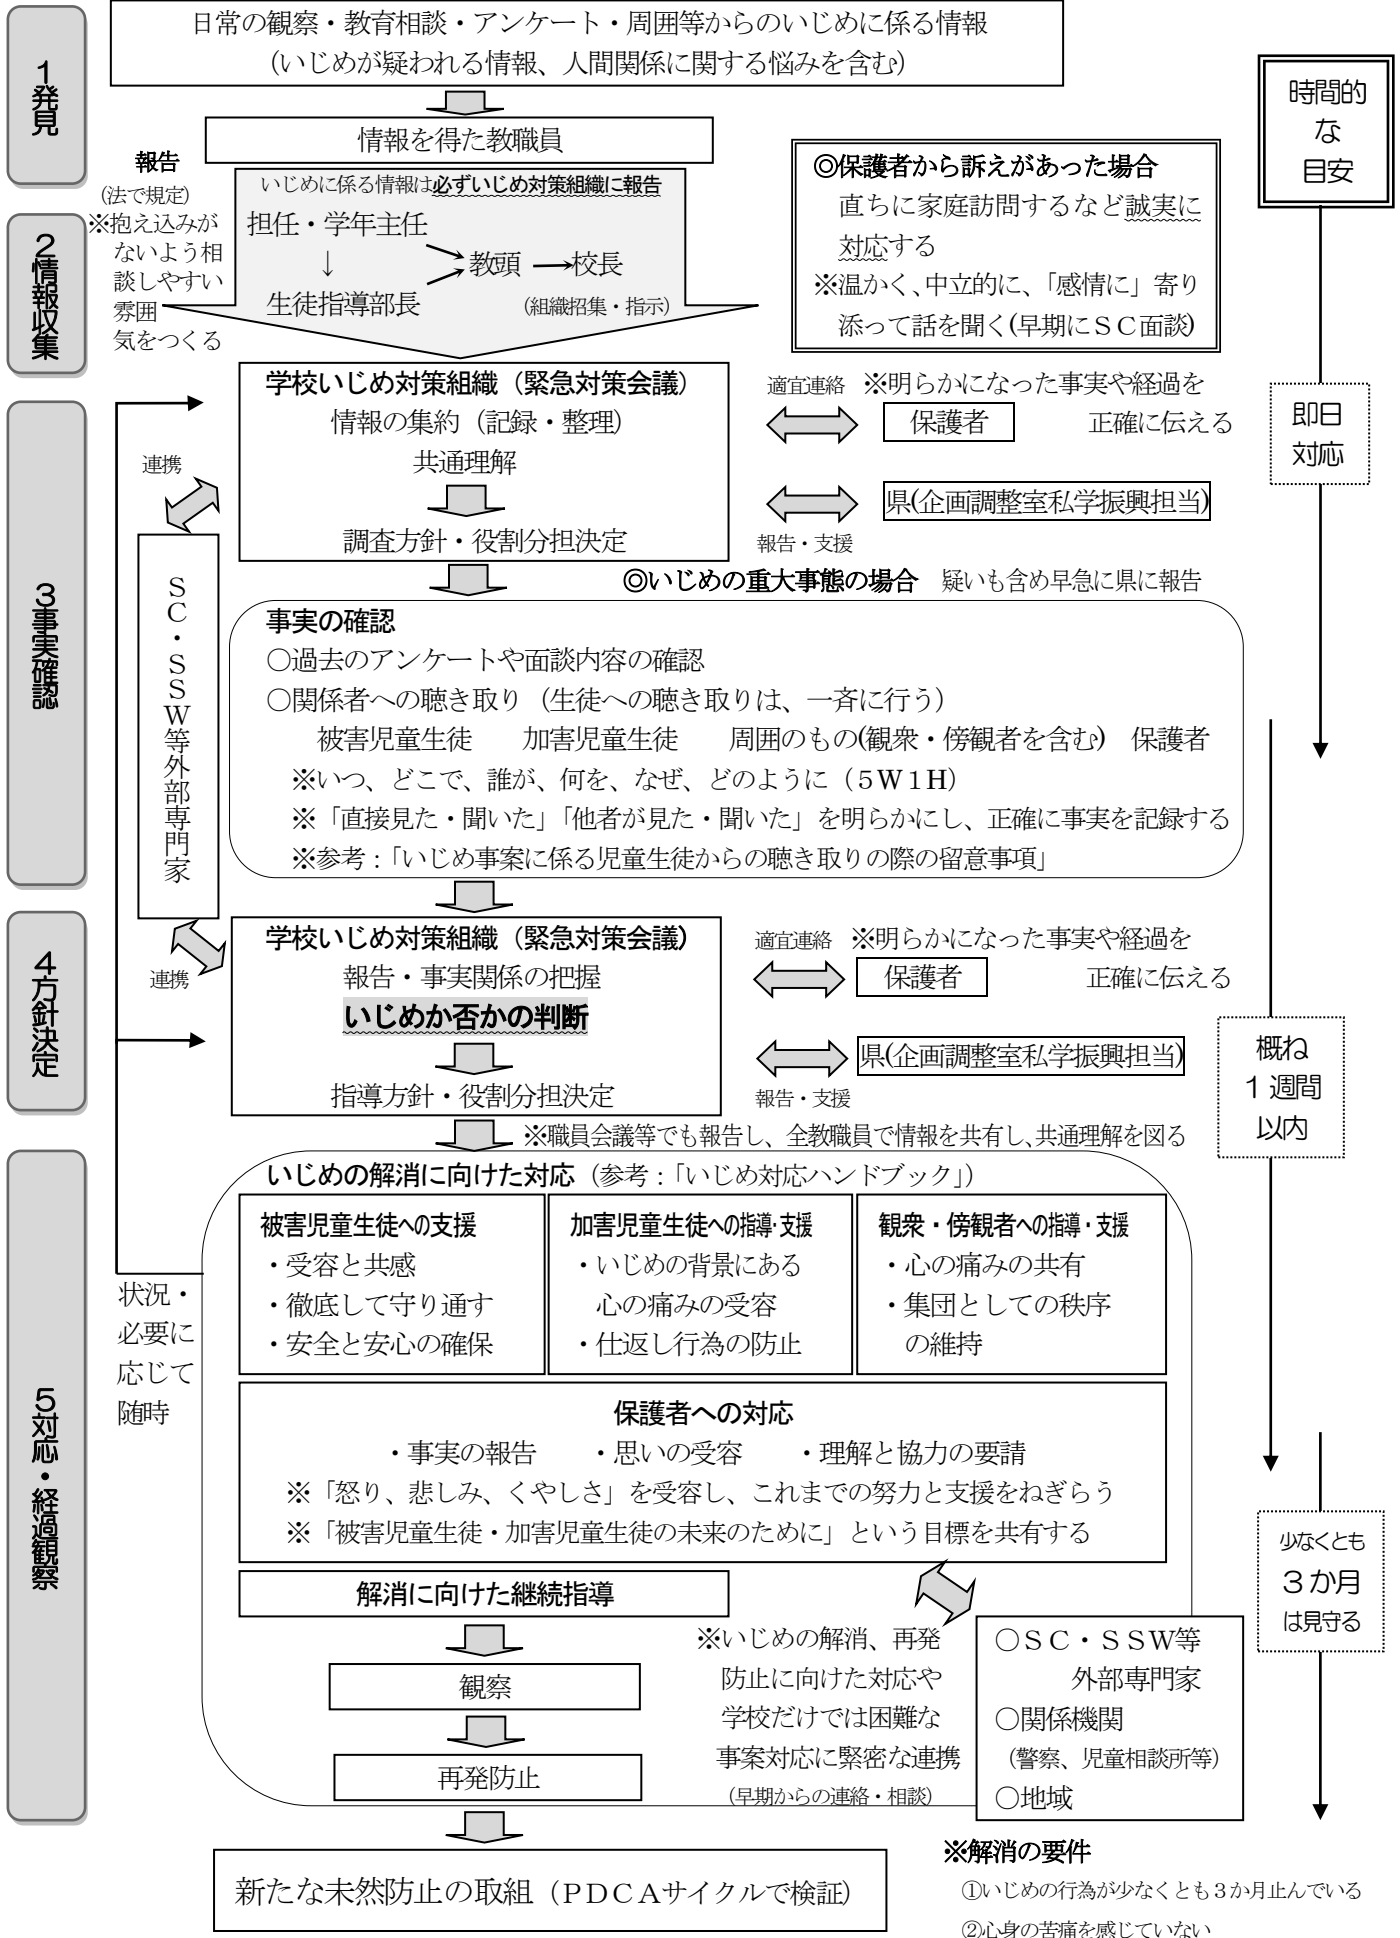 1発見
日常の観察・教育相談・アンケート・周囲等からのいじめに係る情報
(いじめが疑われる情報、人間関係に関する悩みを含む)
情報を得た教職員
時間的
な
目安
報告
(法で規定)
※抱え込みが
ないよう相
談しやすい
雰囲
気をつくる
2情報収集
いじめに係る情報は必ずいじめ対策組織に報告
担任・学年主任
↓
生徒指導部長
教頭
校長
(組織招集・指示)
◎保護者から訴えがあった場合
直ちに家庭訪問するなど誠実に
対応する
※温かく、中立的に、「感情に」寄り
添って話を聞く(早期にSC面談)
3事実確認
学校いじめ対策組織（緊急対策会議）
情報の集約（記録・整理）
共通理解
調査方針・役割分担決定
適宜連絡
※明らかになった事実や経過を
正確に伝える
保護者
県(企画調整室私学振興担当)
報告・支援
即日
対応
連携
SC・SSW等外部専門家
◎いじめの重大事態の場合　疑いも含め早急に県に報告
事実の確認
○過去のアンケートや面談内容の確認
○関係者への聴き取り（生徒への聴き取りは、一斉に行う）
被害児童生徒　加害児童生徒　周囲のもの(観衆・傍観者を含む)　保護者
※いつ、どこで、誰が、何を、なぜ、どのように（5W1H）
※「直接見た・聞いた」「他者が見た・聞いた」を明らかにし、正確に事実を記録する
※参考：「いじめ事案に係る児童生徒からの聴き取りの際の留意事項」
4方針決定
連携
学校いじめ対策組織（緊急対策会議）
報告・事実関係の把握
いじめか否かの判断
指導方針・役割分担決定
適宜連絡
※明らかになった事実や経過を
正確に伝える
保護者
県(企画調整室私学振興担当)
報告・支援
概ね
1週間
以内
※職員会議等でも報告し、全教職員で情報を共有し、共通理解を図る
5対応・経過観察
いじめの解消に向けた対応（参考：「いじめ対応ハンドブック」）
被害児童生徒への支援
・受容と共感
・徹底して守り通す
・安全と安心の確保
加害児童生徒への指導・支援
・いじめの背景にある
心の痛みの受容
・仕返し行為の防止
観衆・傍観者への指導・支援
・心の痛みの共有
・集団としての秩序
の維持
状況・
必要に
応じて
随時
保護者への対応
・事実の報告　・思いの受容　・理解と協力の要請
※「怒り、悲しみ、くやしさ」を受容し、これまでの努力と支援をねぎらう
※「被害児童生徒・加害児童生徒の未来のために」という目標を共有する
少なくとも
3か月
は見守る
解消に向けた継続指導
観察
再発防止
※いじめの解消、再発
防止に向けた対応や
学校だけでは困難な
事案対応に緊密な連携
(早期からの連絡・相談)
○SC・SSW等
外部専門家
○関係機関
(警察、児童相談所等)
○地域
新たな未然防止の取組（PDCAサイクルで検証）
※解消の要件
①いじめの行為が少なくとも3か月止んでいる
②心身の苦痛を感じていない